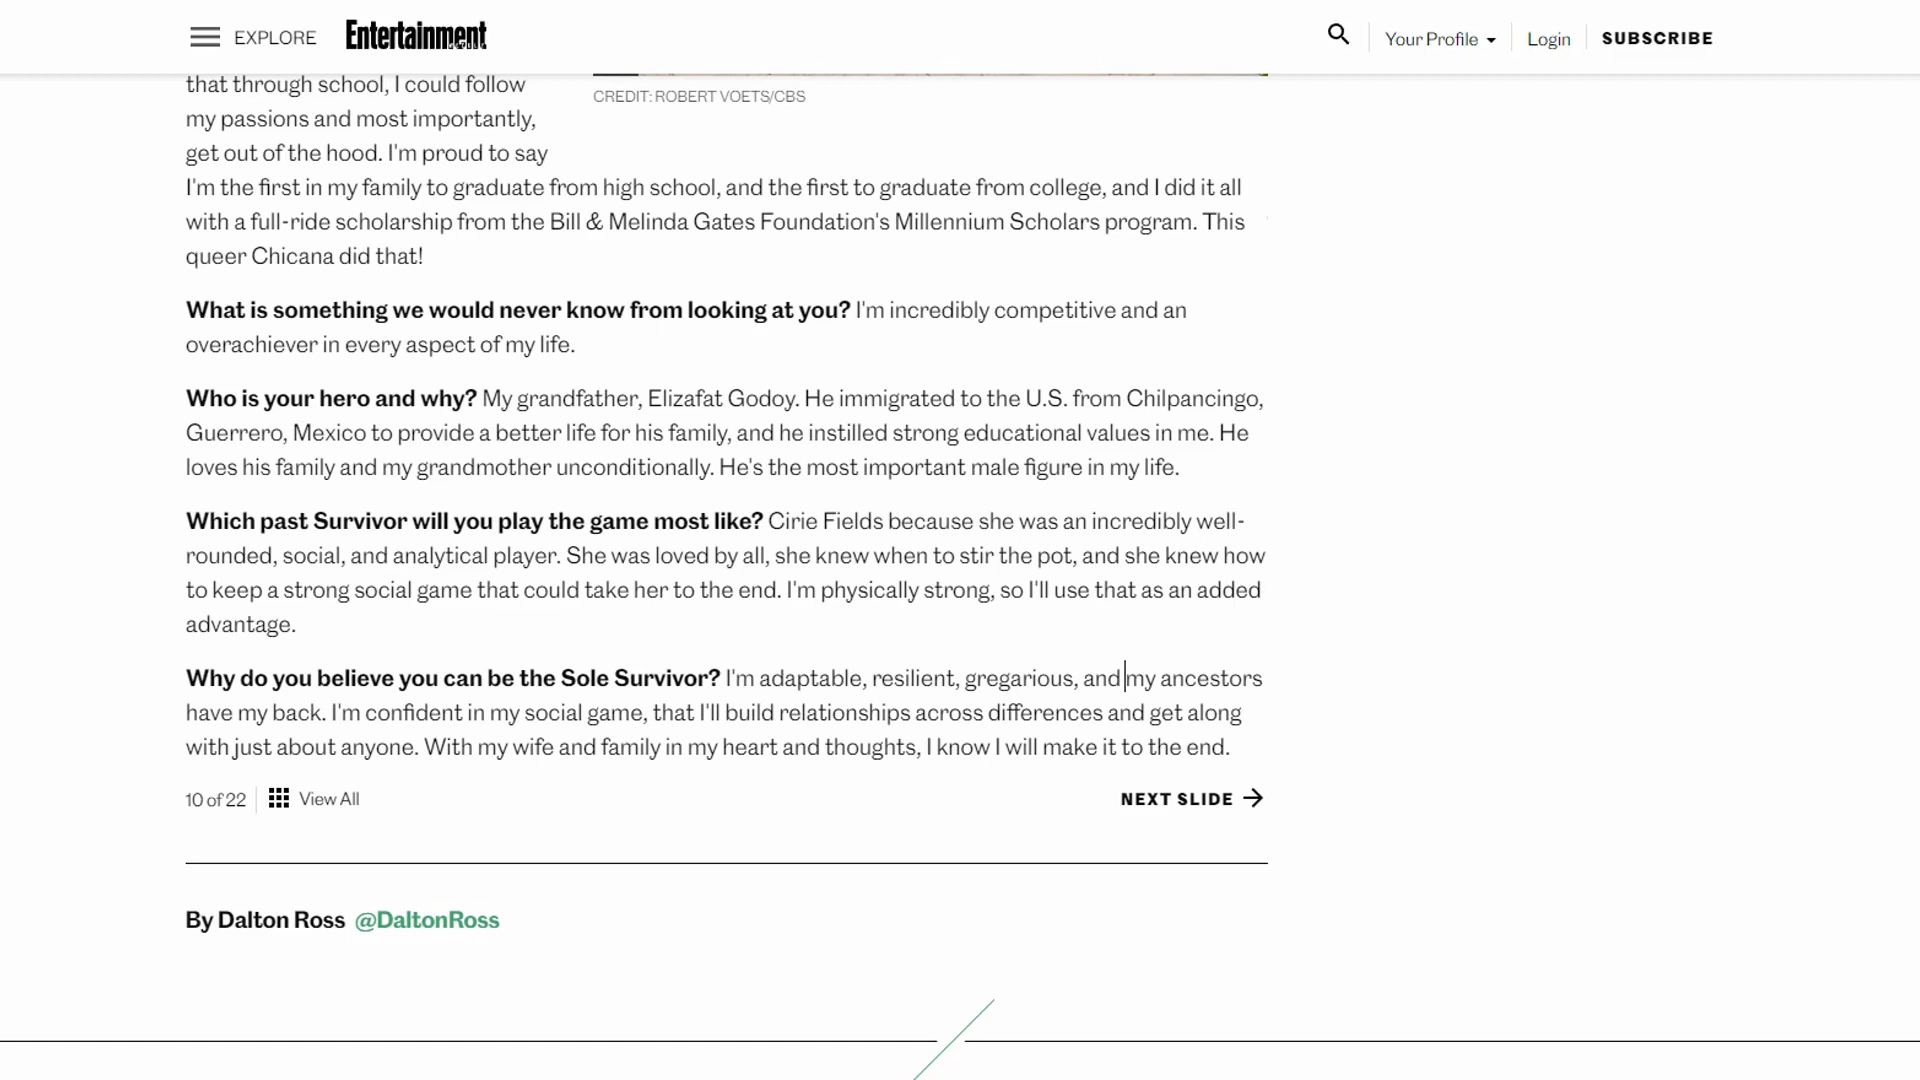 EXPLORE
Entertainment
Your Profile
Login
SUBSCRIBE
that through school, I could follow
my passions and most importantly,
get out of the hood. I'm proud to say
CREDIT: ROBERT VOETS/CBS
I'm the first in my family to graduate from high school, and the first to graduate from college, and I did it all
with a full-ride scholarship from the Bill & Melinda Gates Foundation's Millennium Scholars program. This
queer Chicana did that!
What is something we would never know from looking at you? I'm incredibly competitive and an
overachiever in every aspect of my life.
Who is your hero and why? My grandfather, Elizafat Godoy. He immigrated to the U.S. from Chilpancingo,
Guerrero, Mexico to provide a better life for his family, and he instilled strong educational values in me. He
loves his family and my grandmother unconditionally. He's the most important male figure in my life.
Which past Survivor will you play the game most like? Cirie Fields because she was an incredibly well-
rounded, social, and analytical player. She was loved by all, she knew when to stir the pot, and she knew how
to keep a strong social game that could take her to the end. I'm physically strong, so I'll use that as an added
advantage.
Why do you believe you can be the Sole Survivor? I'm adaptable, resilient, gregarious, and my ancestors
have my back. I'm confident in my social game, that I'll build relationships across differences and get along
with just about anyone. With my wife and family in my heart and thoughts, I know I will make it to the end.
10 of 22
View All
NEXT SLIDE
By Dalton Ross @DaltonRoss